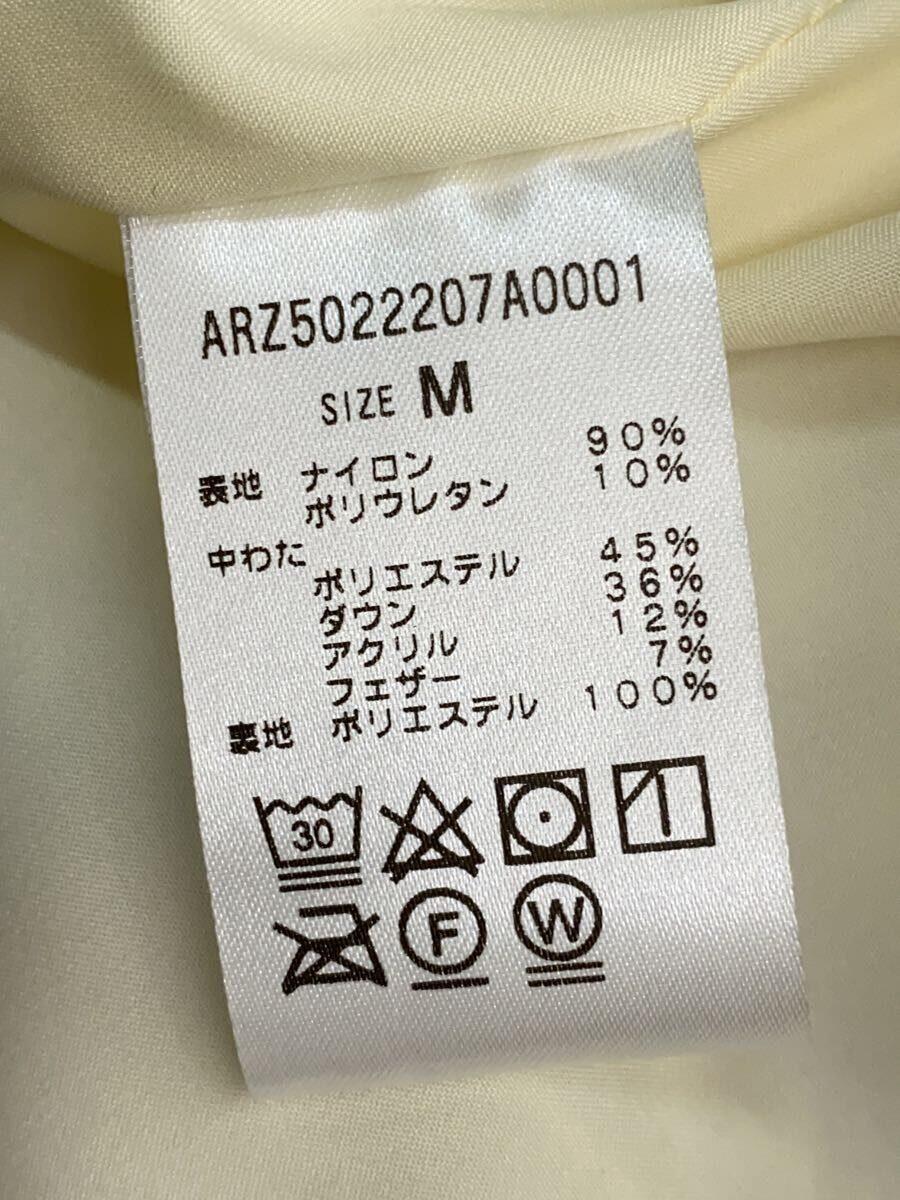 ARZ5022207A0001
SIZE M
表地 ナイロン 90%
ポリウレタン 10%
中わた
ポリエステル 45%
ダウン 36%
アクリル 12%
フェザー 7%
裏地 ポリエステル 100%
30
F W